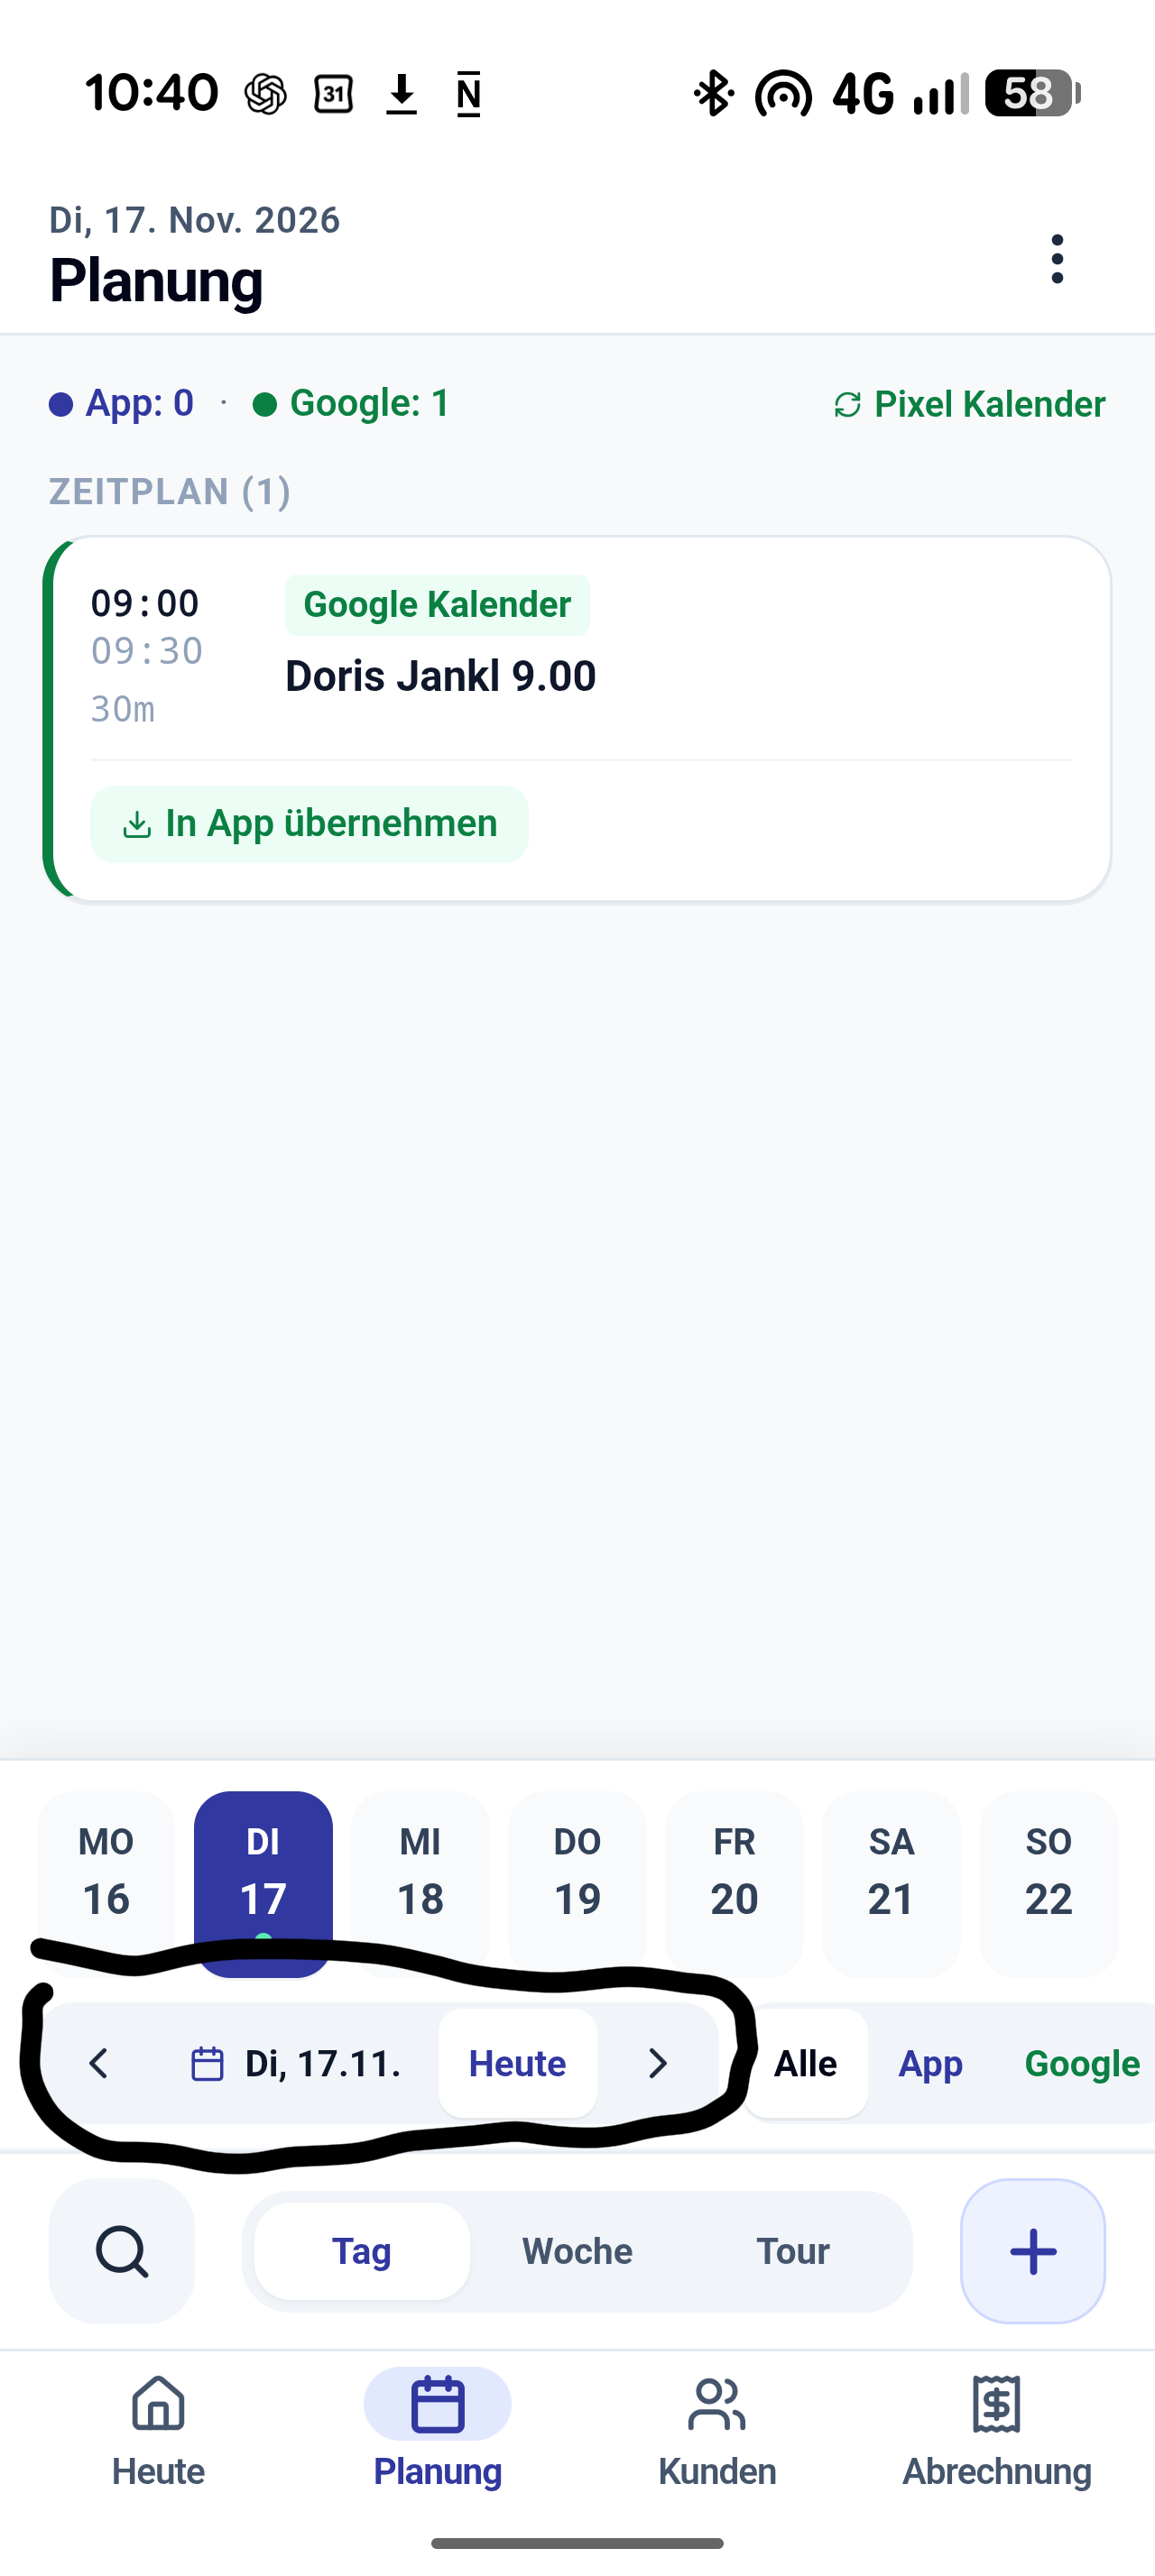 10:40 31 N 4G 58
Di, 17. Nov. 2026
Planung
App: 0 · Google: 1 Pixel Kalender
ZEITPLAN (1)
09:00 Google Kalender
09:30 Doris Jankl 9.00
30m
In App übernehmen
MO DI MI DO FR SA SO
16 17 18 19 20 21 22
Di, 17.11. Heute Alle App Google
Tag Woche Tour
Heute Planung Kunden Abrechnung